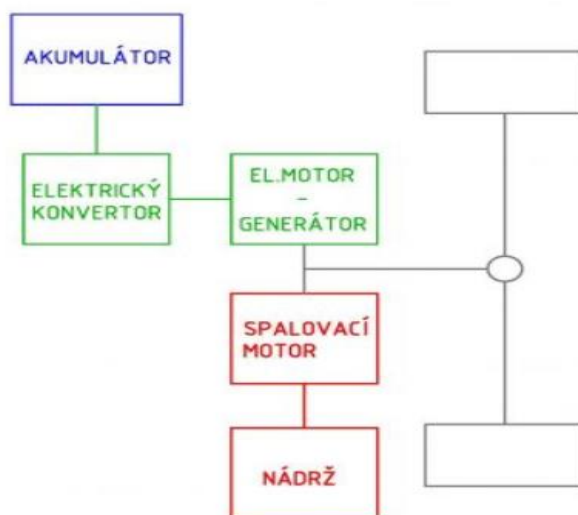 AKUMULÁTOR
ELEKTRICKÝ
KONVERTOR
EL.MOTOR
-
GENERÁTOR
SPALOVACÍ
MOTOR
NÁDRŽ